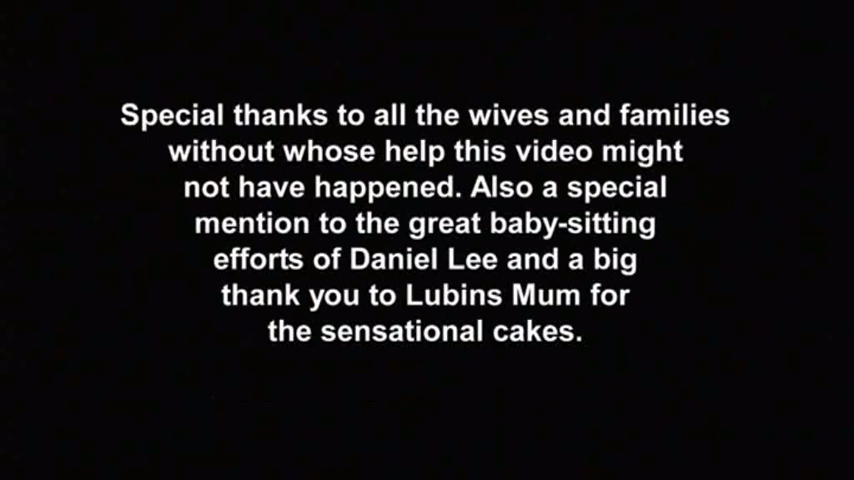 Special thanks to all the wives and families
without whose help this video might
not have happened. Also a special
mention to the great baby-sitting
efforts of Daniel Lee and a big
thank you to Lubins Mum for
the sensational cakes.